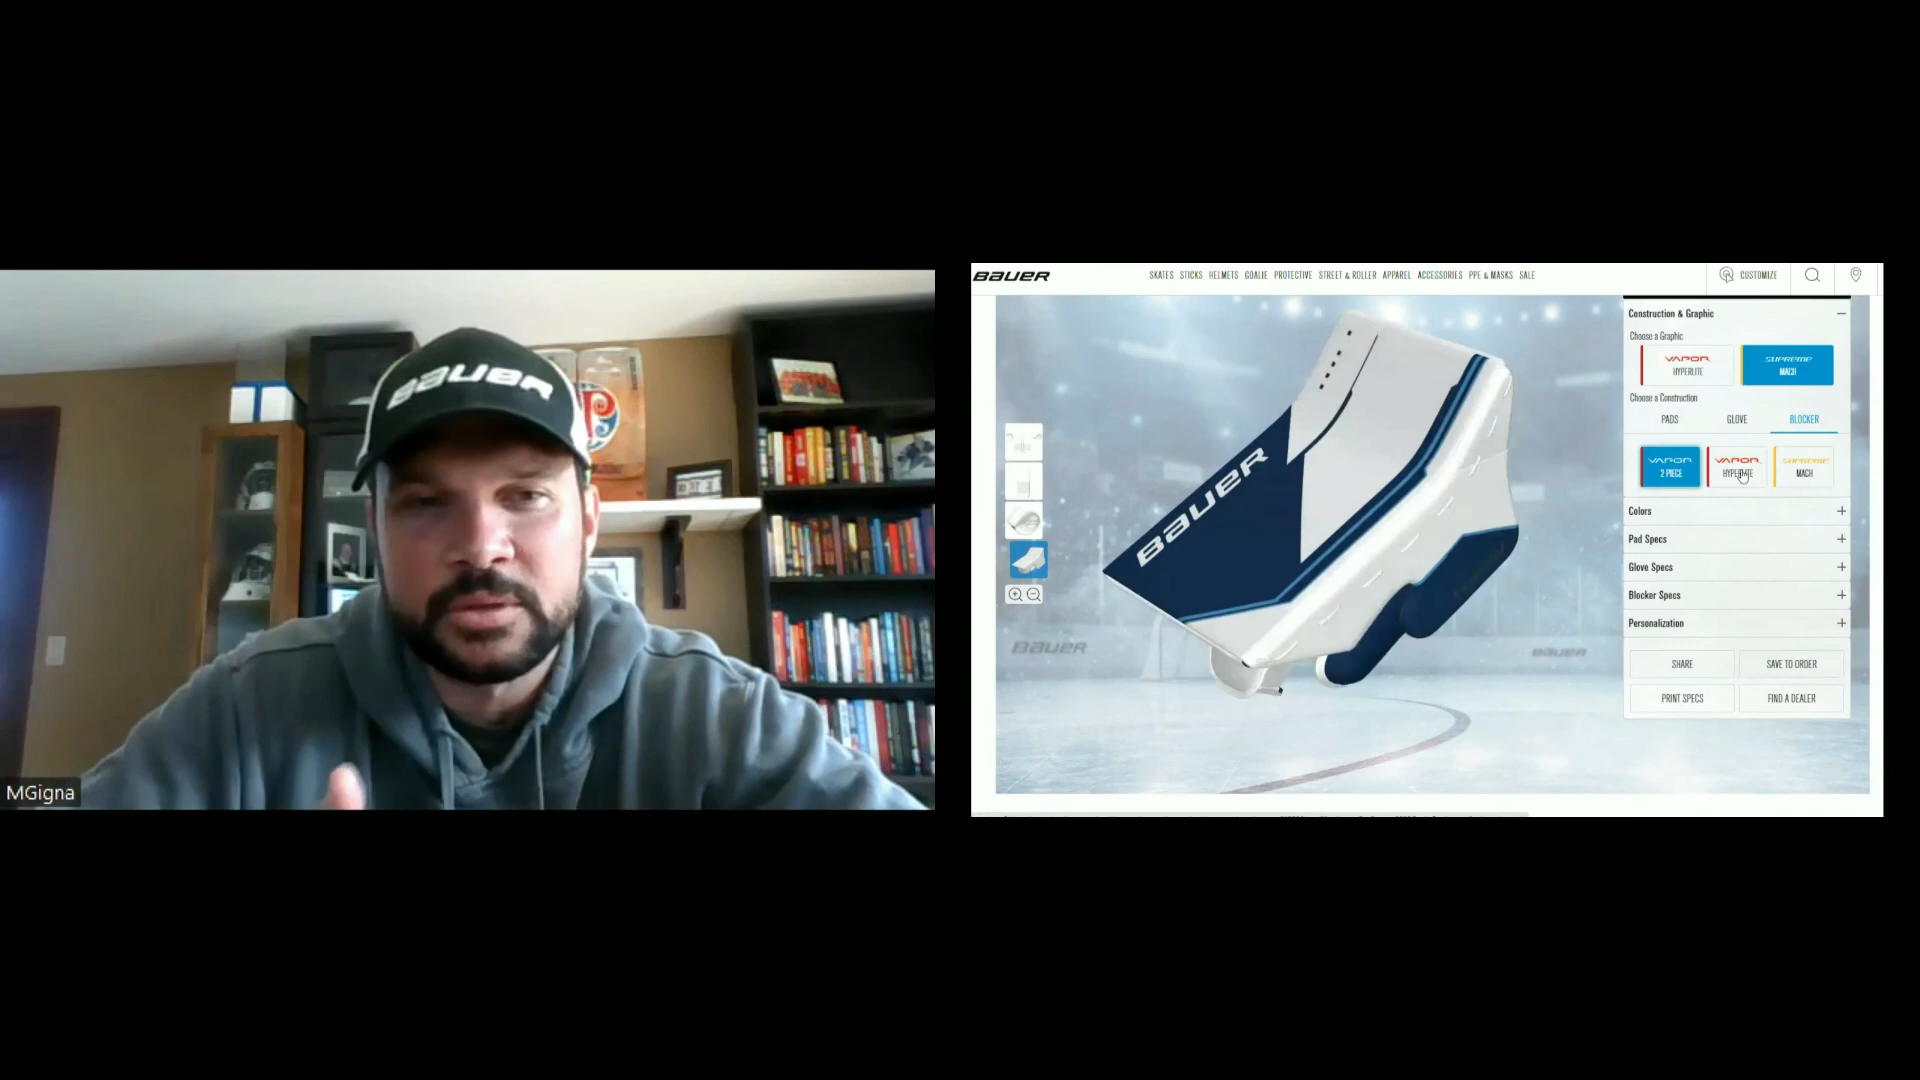 BAUER
MGigna
BAUER
SKATES STICKS HELMETS GOALIE PROTECTIVE STREET & ROLLER APPAREL ACCESSORIES PPE & MASKS SALE
CUSTOMIZE
BAUER
BAUER
BAUER
Construction & Graphic
Choose a Graphic
VAPOR
HYPERLITE
SUPREME
MACH
Choose a Construction
PADS
GLOVE
BLOCKER
VAPOR
2 PIECE
VAPOR
HYPERLITE
SUPREME
MACH
Colors
Pad Specs
Glove Specs
Blocker Specs
Personalization
SHARE
SAVE TO ORDER
PRINT SPECS
FIND A DEALER